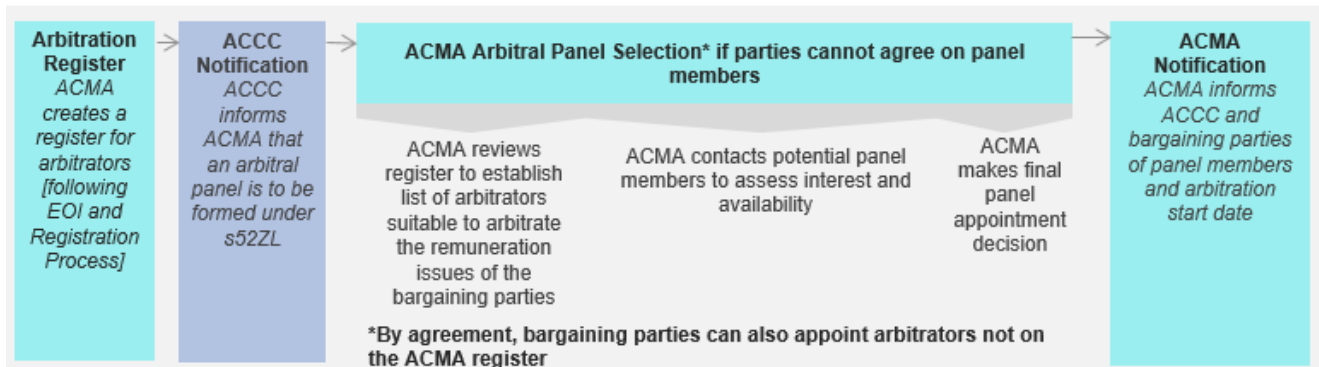 Arbitration
Register
ACMA
creates a
register for
arbitrators
[following
EOI and
Registration
Process]
ACCC
Notification
ACCC
informs
ACMA that
an arbitral
panel is to be
formed under
s52ZL
ACMA Arbitral Panel Selection* if parties cannot agree on panel
members
ACMA reviews
register to establish
list of arbitrators
suitable to arbitrate
the remuneration
issues of the
bargaining parties
ACMA contacts potential panel
members to assess interest and
availability
ACMA
makes final
panel
appointment
decision
*By agreement, bargaining parties can also appoint arbitrators not on
the ACMA register
ACMA
Notification
ACMA informs
ACCC and
bargaining parties
of panel members
and arbitration
start date